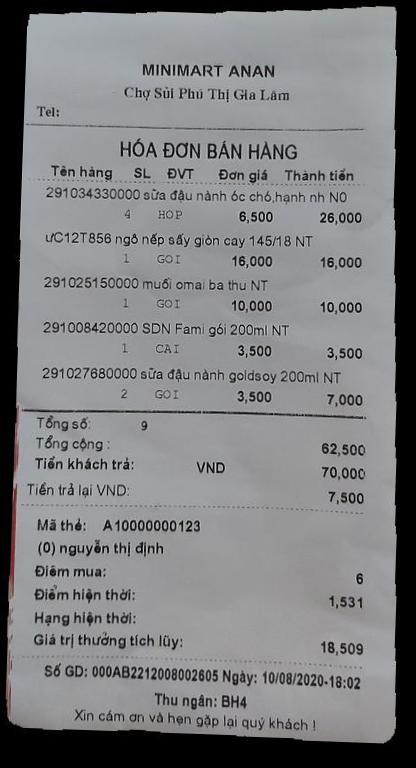 MINIMART ANAN
Chợ Sủi Phú Thị Gia Lâm
Tel:
HÓA ĐƠN BÁN HÀNG
Tên hàng SL ĐVT Đơn giá Thành tiền
291034330000 sữa đậu nành óc chó,hạnh nh N0
4 HOP 6,500 26,000
ưC12T856 ngô nếp sấy giòn cay 145/18 NT
1 GOI 16,000 16,000
291025150000 muối omai ba thu NT
1 GOI 10,000 10,000
291008420000 SDN Fami gói 200ml NT
1 CAI 3,500 3,500
291027680000 sữa đậu nành goldsoy 200ml NT
2 GOI 3,500 7,000
Tổng số: 9
Tổng cộng : 62,500
Tiền khách trả: VND 70,000
Tiền trả lại VND: 7,500
Mã thẻ: A10000000123
(0) nguyễn thị định
Điểm mua: 6
Điểm hiện thời: 1,531
Hạng hiện thời:
Giá trị thưởng tích lũy: 18,509
Số GD: 000AB2212008002605 Ngày: 10/08/2020-18:02
Thu ngân: BH4
Xin cám ơn và hẹn gặp lại quý khách !